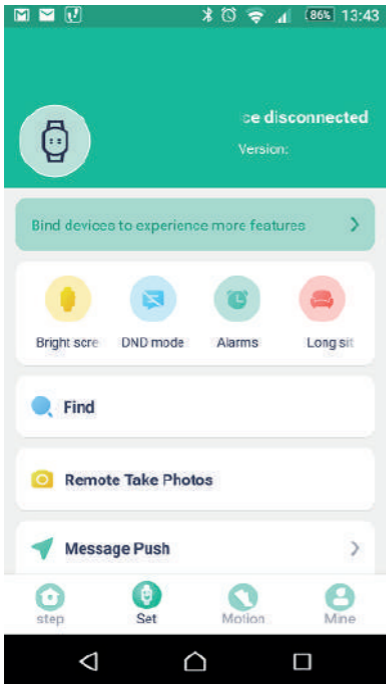 86% 13:43
ce disconnected
Version:
Bind devices to experience more features
Bright scre DND mode Alarms Long sit
Find
Remote Take Photos
Message Push
step Set Motion Mine